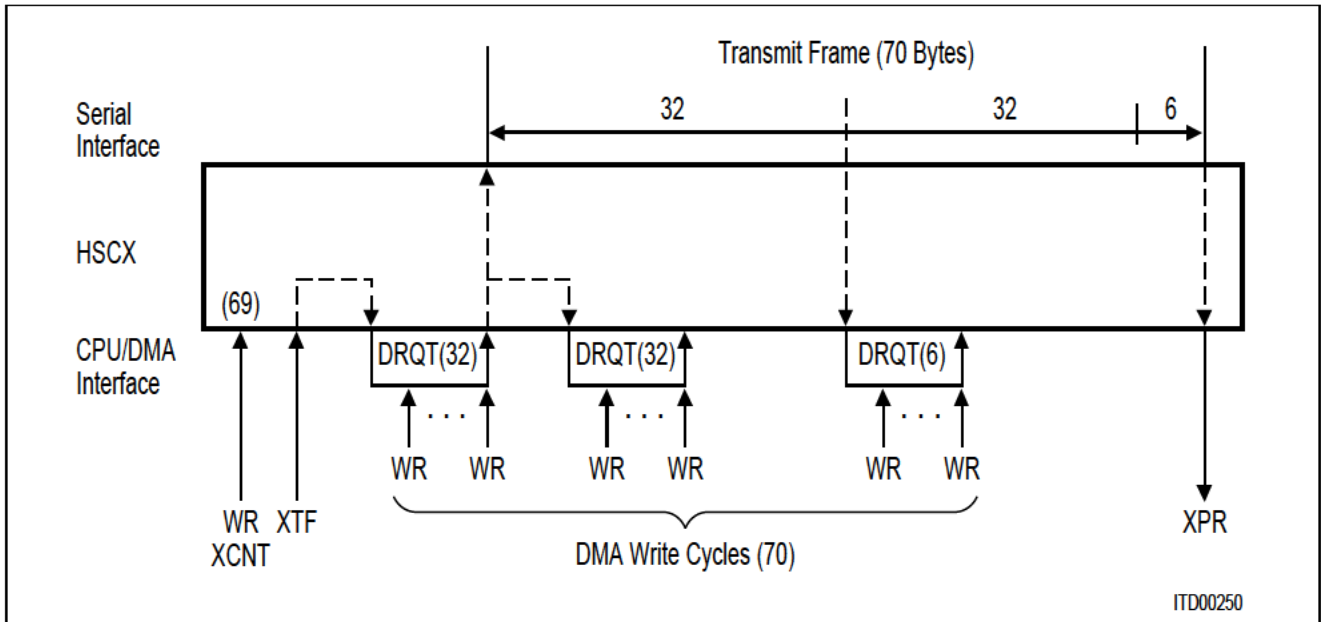 Transmit Frame (70 Bytes)
Serial
Interface
32
32
6
HSCX
(69)
CPU/DMA
Interface
DRQT(32)
DRQT(32)
DRQT(6)
. . .
. . .
. . .
WR
WR
WR
WR
WR
WR
WR
XCNT
XTF
XPR
DMA Write Cycles (70)
ITD00250